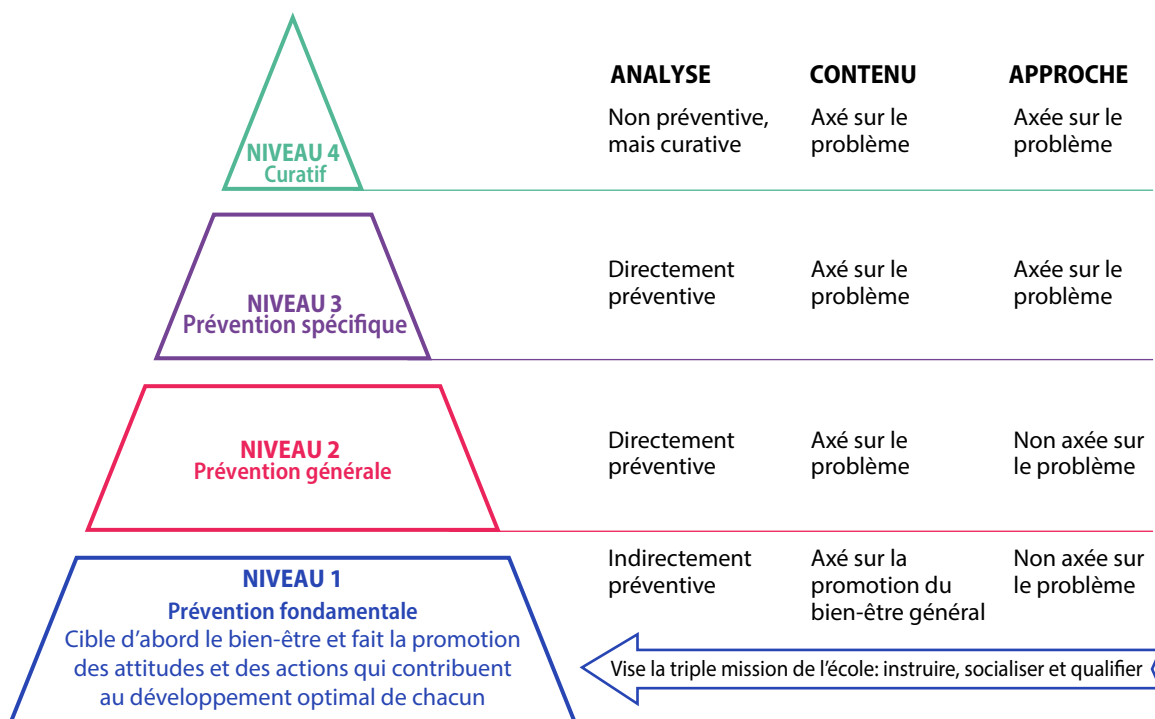 ANALYSE CONTENU APPROCHE
NIVEAU 4
Curatif
Non préventive, Axé sur le Axée sur le
mais curative problème problème
NIVEAU 3
Prévention spécifique
Directement Axé sur le Axée sur le
préventive problème problème
NIVEAU 2
Prévention générale
Directement Axé sur le Non axée sur
préventive problème le problème
NIVEAU 1
Prévention fondamentale
Cible d'abord le bien-être et fait la promotion
des attitudes et des actions qui contribuent
au développement optimal de chacun
Indirectement Axé sur la Non axée sur
préventive promotion du le problème
bien-être général
Vise la triple mission de l'école: instruire, socialiser et qualifier